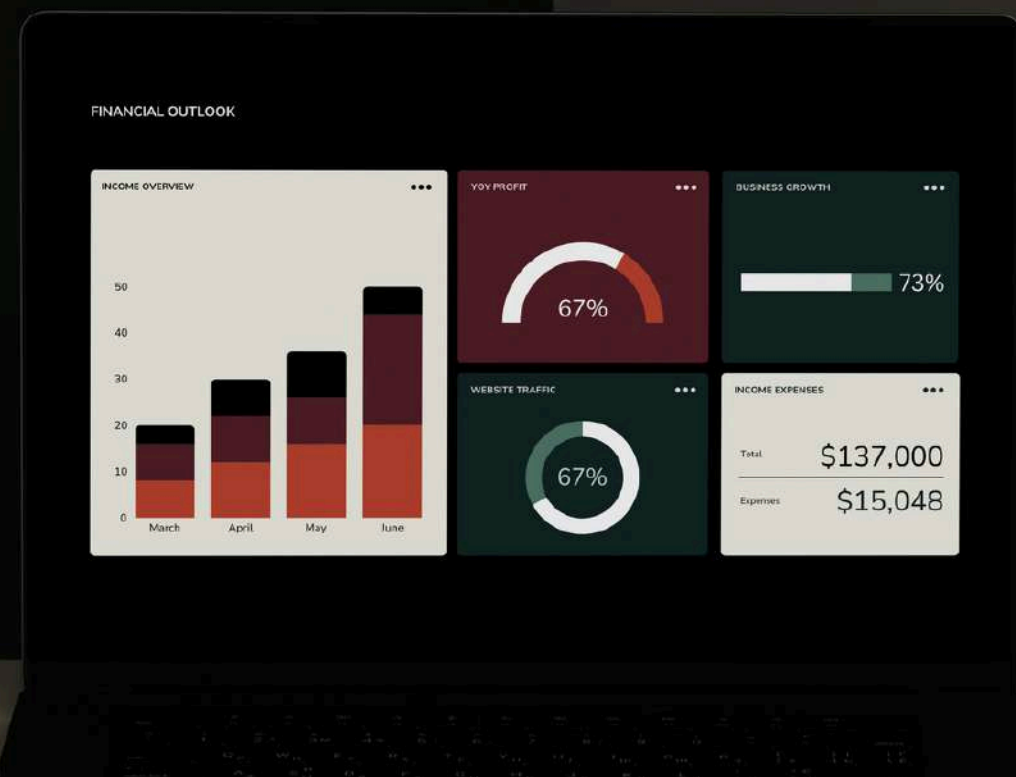 FINANCIAL OUTLOOK
INCOME OVERVIEW
50
40
30
20
10
0
March
April
May
June
YOY PROFIT
67%
BUSINESS GROWTH
73%
WEBSITE TRAFFIC
67%
INCOME EXPENSES
Total $137,000
Expenses $15,048